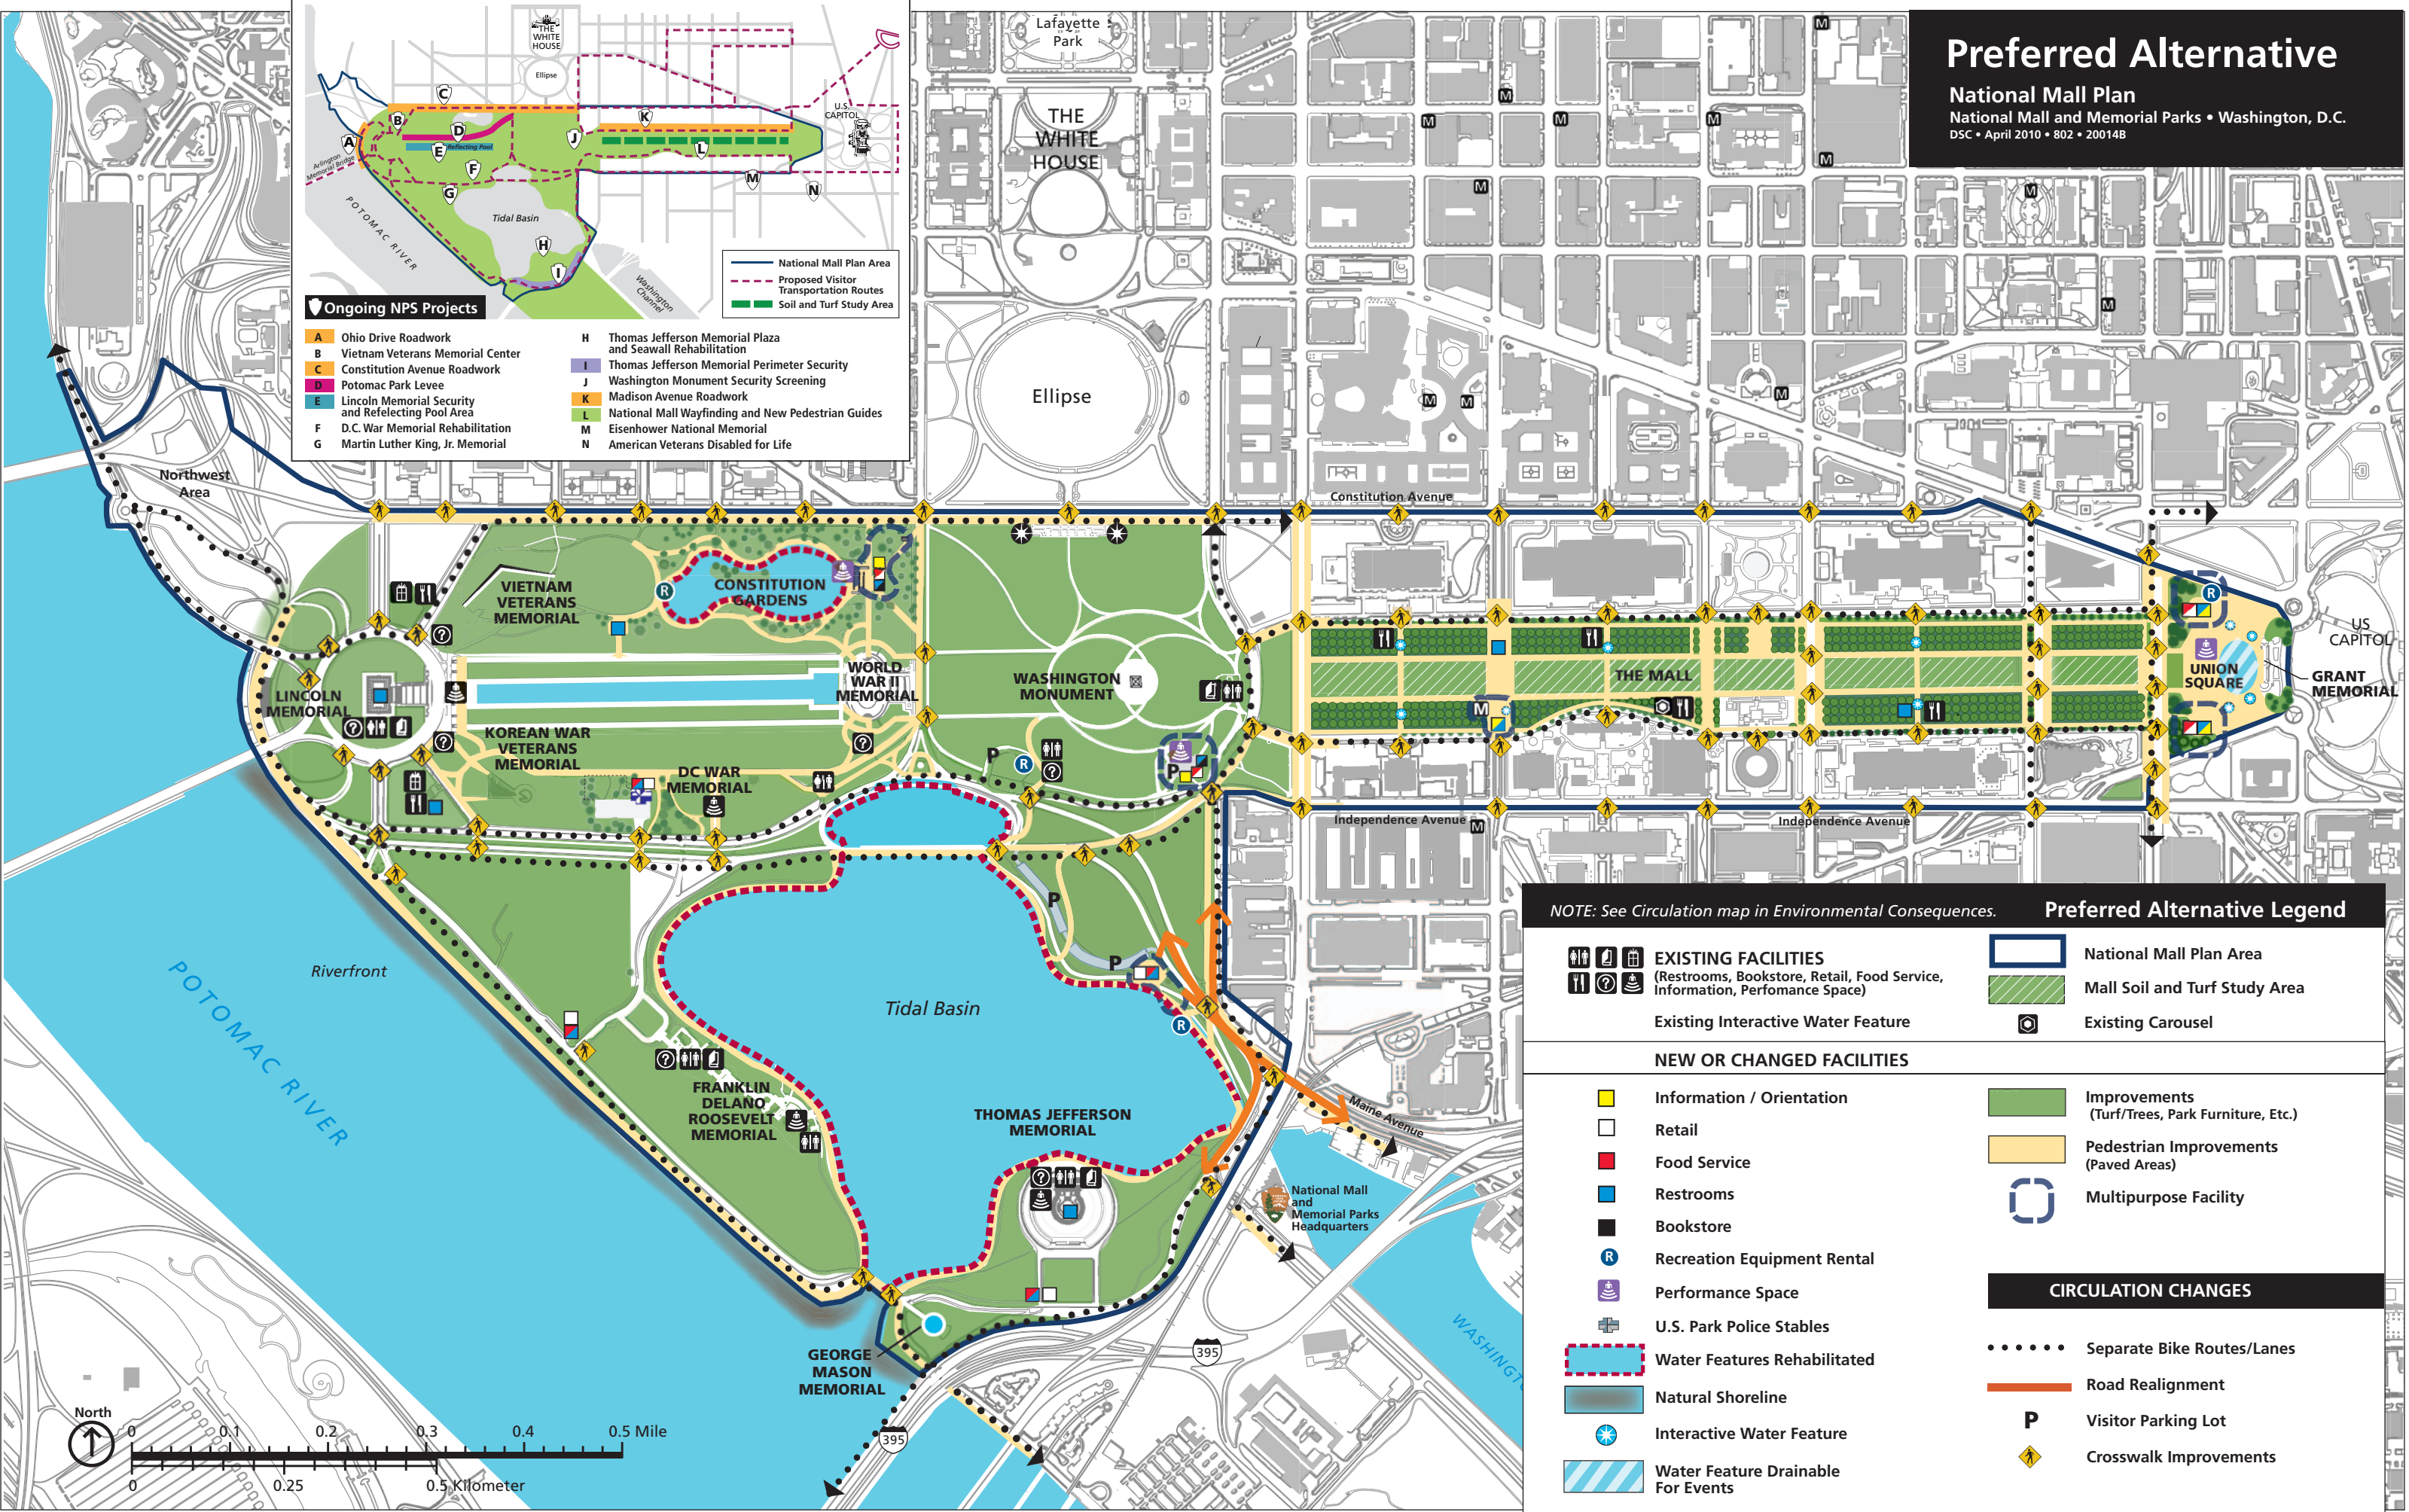 Preferred Alternative
National Mall Plan
National Mall and Memorial Parks • Washington, D.C.
DSC • April 2010 • 802 • 20014B
THE
WHITE
HOUSE
Ellipse
U.S.
CAPITOL
A
B
C
D
E
F
G
H
I
J
K
L
M
N
Reflecting Pool
Arlington
Memorial Bridge
POTOMAC RIVER
Tidal Basin
Washington
Channel
National Mall Plan Area
Proposed Visitor
Transportation Routes
Soil and Turf Study Area
Ongoing NPS Projects
A Ohio Drive Roadwork
B Vietnam Veterans Memorial Center
C Constitution Avenue Roadwork
D Potomac Park Levee
E Lincoln Memorial Security
and Refelecting Pool Area
F D.C. War Memorial Rehabilitation
G Martin Luther King, Jr. Memorial
H Thomas Jefferson Memorial Plaza
and Seawall Rehabilitation
I Thomas Jefferson Memorial Perimeter Security
J Washington Monument Security Screening
K Madison Avenue Roadwork
L National Mall Wayfinding and New Pedestrian Guides
M Eisenhower National Memorial
N American Veterans Disabled for Life
Lafayette
Park
THE
WHITE
HOUSE
Ellipse
Northwest
Area
Constitution Avenue
VIETNAM
VETERANS
MEMORIAL
CONSTITUTION
GARDENS
LINCOLN
MEMORIAL
WORLD
WAR II
MEMORIAL
WASHINGTON
MONUMENT
THE MALL
UNION
SQUARE
US
CAPITOL
GRANT
MEMORIAL
KOREAN WAR
VETERANS
MEMORIAL
DC WAR
MEMORIAL
P
R
P
Independence Avenue
Independence Avenue
Riverfront
POTOMAC RIVER
Tidal Basin
P
P
R
FRANKLIN
DELANO
ROOSEVELT
MEMORIAL
THOMAS JEFFERSON
MEMORIAL
Maine Avenue
National Mall
and
Memorial Parks
Headquarters
GEORGE
MASON
MEMORIAL
395
395
WASHINGT
North
0 0.1 0.2 0.3 0.4 0.5 Mile
0 0.25 0.5 Kilometer
NOTE: See Circulation map in Environmental Consequences.
Preferred Alternative Legend
EXISTING FACILITIES
(Restrooms, Bookstore, Retail, Food Service,
Information, Perfomance Space)
Existing Interactive Water Feature
National Mall Plan Area
Mall Soil and Turf Study Area
Existing Carousel
NEW OR CHANGED FACILITIES
Information / Orientation
Retail
Food Service
Restrooms
Bookstore
R Recreation Equipment Rental
Performance Space
U.S. Park Police Stables
Water Features Rehabilitated
Natural Shoreline
Interactive Water Feature
Water Feature Drainable
For Events
Improvements
(Turf/Trees, Park Furniture, Etc.)
Pedestrian Improvements
(Paved Areas)
Multipurpose Facility
CIRCULATION CHANGES
Separate Bike Routes/Lanes
Road Realignment
P Visitor Parking Lot
Crosswalk Improvements